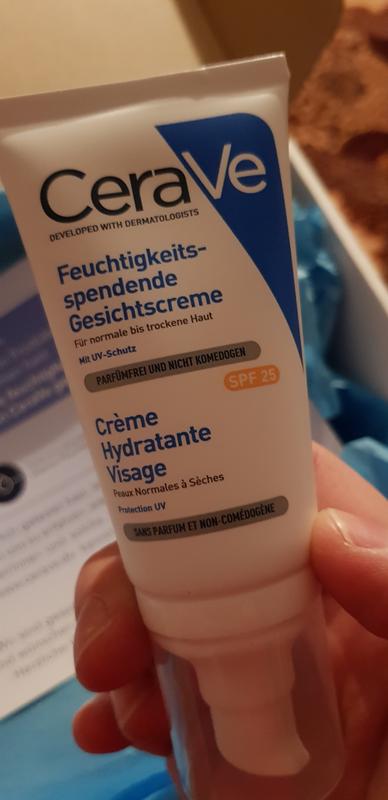 CeraVe
DEVELOPED WITH DERMATOLOGISTS
Feuchtigkeits-
spendende
Gesichtscreme
Für normale bis trockene Haut
Mit UV-Schutz
PARFÜMFREI UND NICHT KOMEDOGEN
SPF 25
Crème
Hydratante
Visage
Peaux Normales à Sèches
Protection UV
SANS PARFUM ET NON-COMÉDOGÈNE